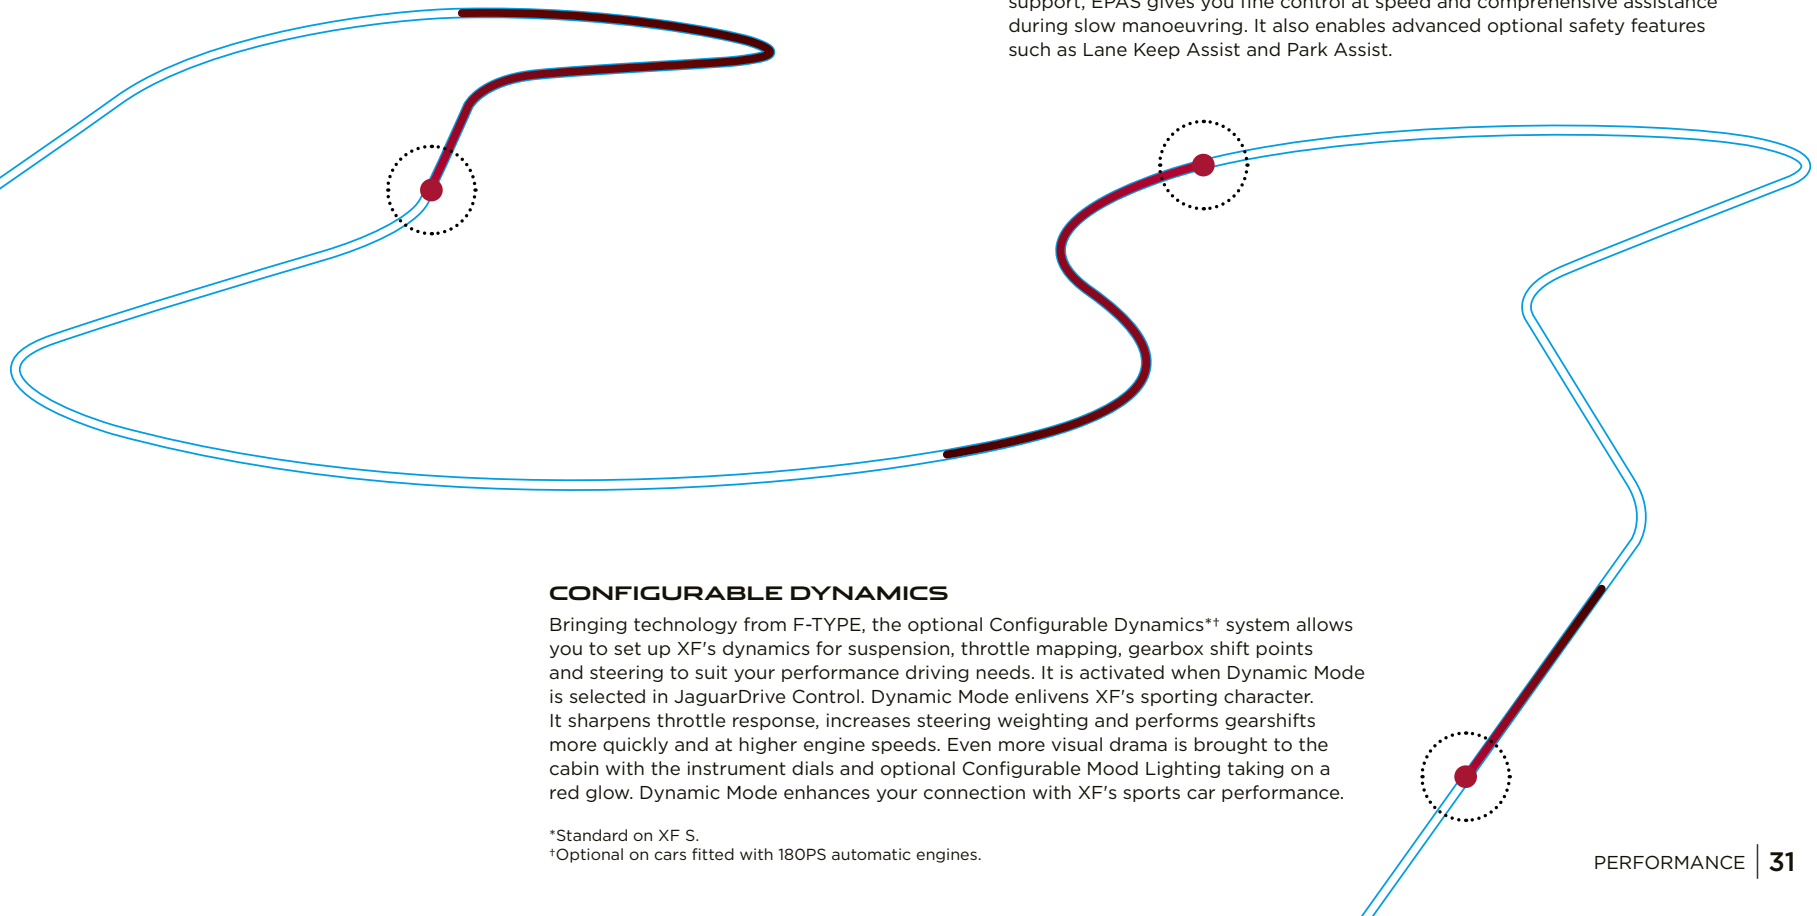 support, EPAS gives you fine control at speed and comprehensive assistance
during slow manoeuvring. It also enables advanced optional safety features
such as Lane Keep Assist and Park Assist.
CONFIGURABLE DYNAMICS
Bringing technology from F-TYPE, the optional Configurable Dynamics*† system allows
you to set up XF's dynamics for suspension, throttle mapping, gearbox shift points
and steering to suit your performance driving needs. It is activated when Dynamic Mode
is selected in JaguarDrive Control. Dynamic Mode enlivens XF's sporting character.
It sharpens throttle response, increases steering weighting and performs gearshifts
more quickly and at higher engine speeds. Even more visual drama is brought to the
cabin with the instrument dials and optional Configurable Mood Lighting taking on a
red glow. Dynamic Mode enhances your connection with XF's sports car performance.
*Standard on XF S.
†Optional on cars fitted with 180PS automatic engines.
PERFORMANCE 31